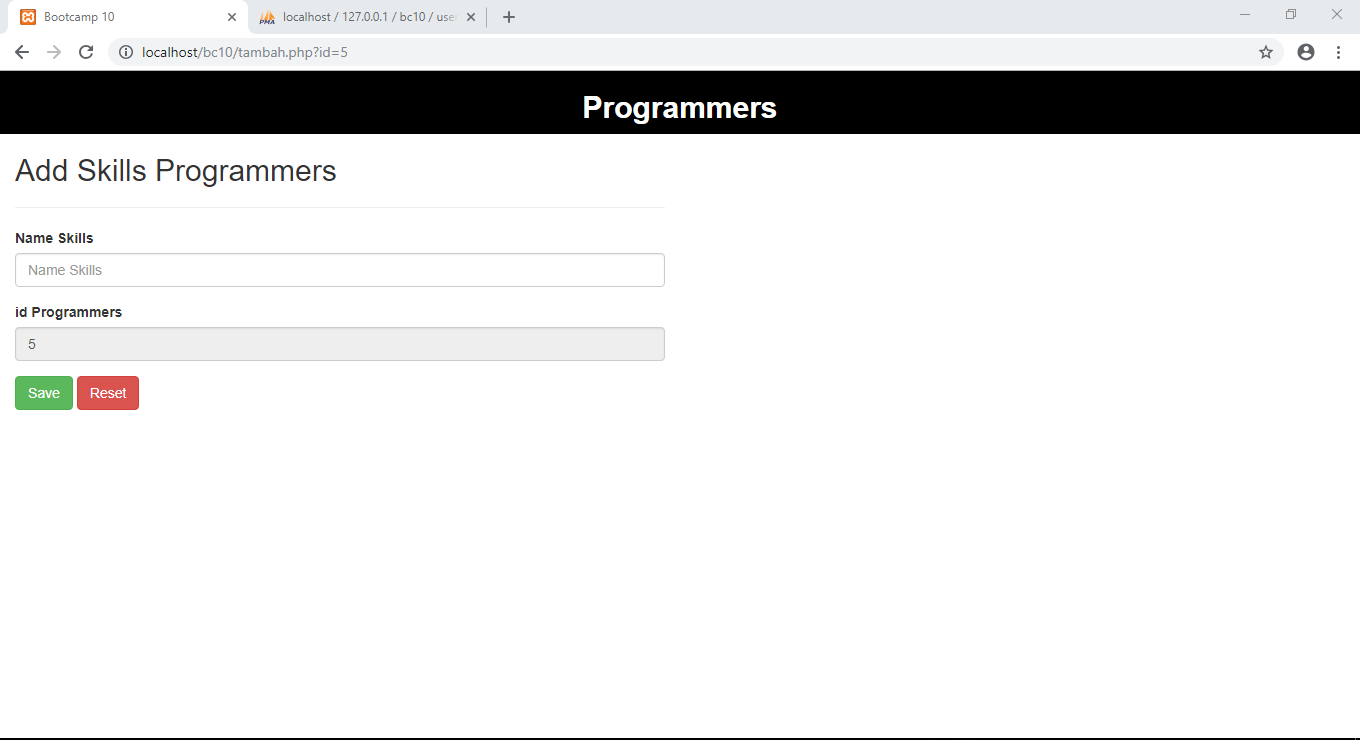 Bootcamp 10
PMA localhost / 127.0.0.1 / bc10 / use
localhost/bc10/tambah.php?id=5
Programmers
Add Skills Programmers
Name Skills
Name Skills
id Programmers
5
Save Reset